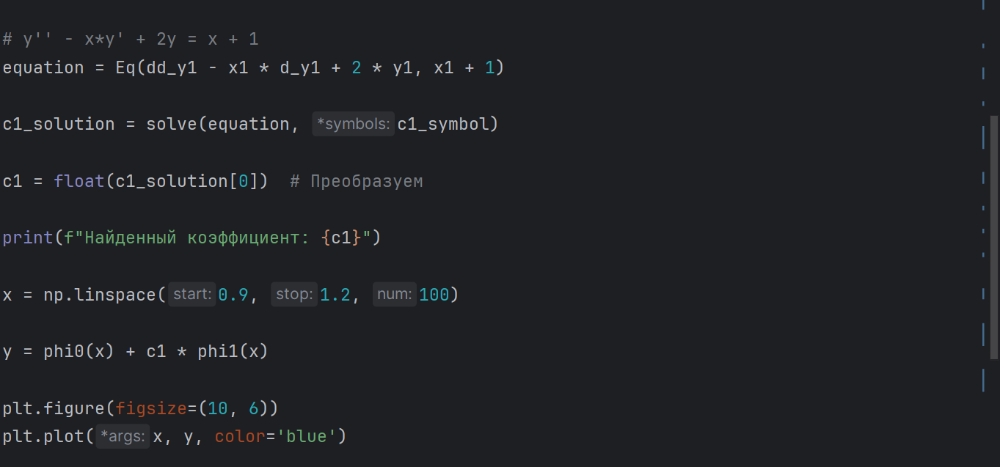 # y'' - x*y' + 2y = x + 1
equation = Eq(dd_y1 - x1 * d_y1 + 2 * y1, x1 + 1)
c1_solution = solve(equation, *symbols: c1_symbol)
c1 = float(c1_solution[0])  # Преобразуем
print(f"Найденный коэффициент: {c1}")
x = np.linspace(start: 0.9, stop: 1.2, num: 100)
y = phi0(x) + c1 * phi1(x)
plt.figure(figsize=(10, 6))
plt.plot(*args: x, y, color='blue')